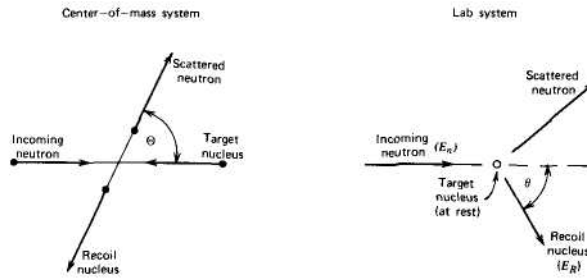 Center-of-mass system
Scattered
neutron
Incoming
neutron
Θ
Target
nucleus
Recoil
nucleus
Lab system
Scattered
neutron
Incoming
neutron (Eₙ)
Target
nucleus
(at rest)
θ
Recoil
nucleus
(E_R)